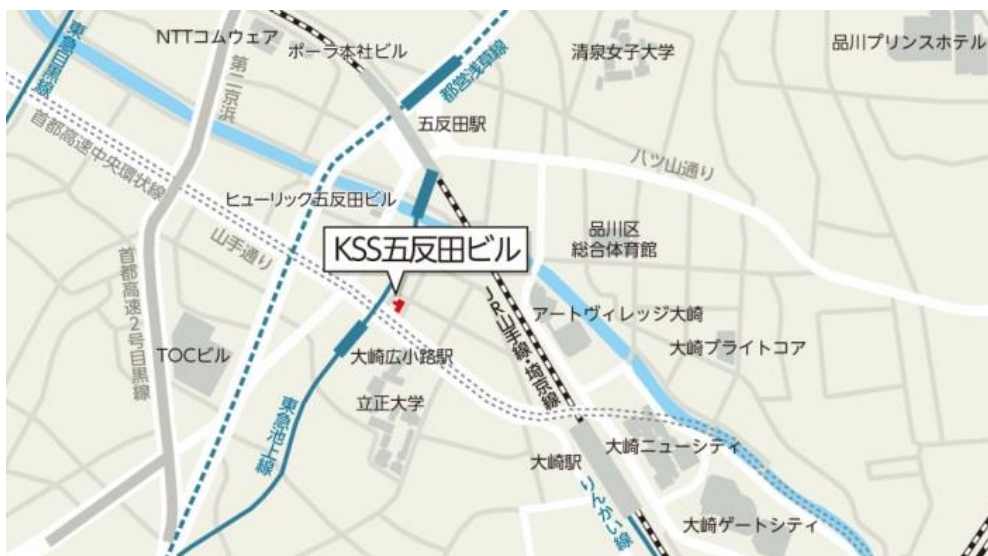 東急目黒線
NTTコムウェア
ポーラ本社ビル
第二京浜
都営浅草線
清泉女子大学
品川プリンスホテル
五反田駅
八ツ山通り
首都高速中央環状線
ヒューリック五反田ビル
山手通り
KSS五反田ビル
品川区
総合体育館
首都高速2号目黒線
JR山手線・埼京線
アートヴィレッジ大崎
大崎ブライトコア
TOCビル
大崎広小路駅
立正大学
東急池上線
大崎ニューシティ
大崎駅
りんかい線
大崎ゲートシティ